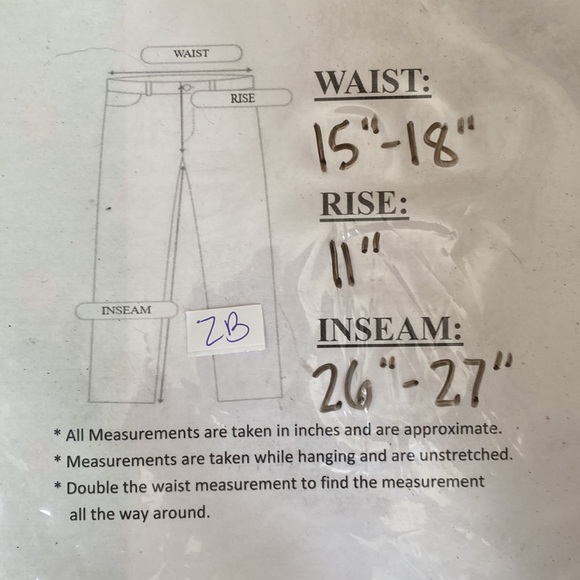 WAIST
RISE
INSEAM
ZB
WAIST:
15"-18"
RISE:
11"
INSEAM:
26"-27"
* All Measurements are taken in inches and are approximate.
* Measurements are taken while hanging and are unstretched.
* Double the waist measurement to find the measurement
all the way around.